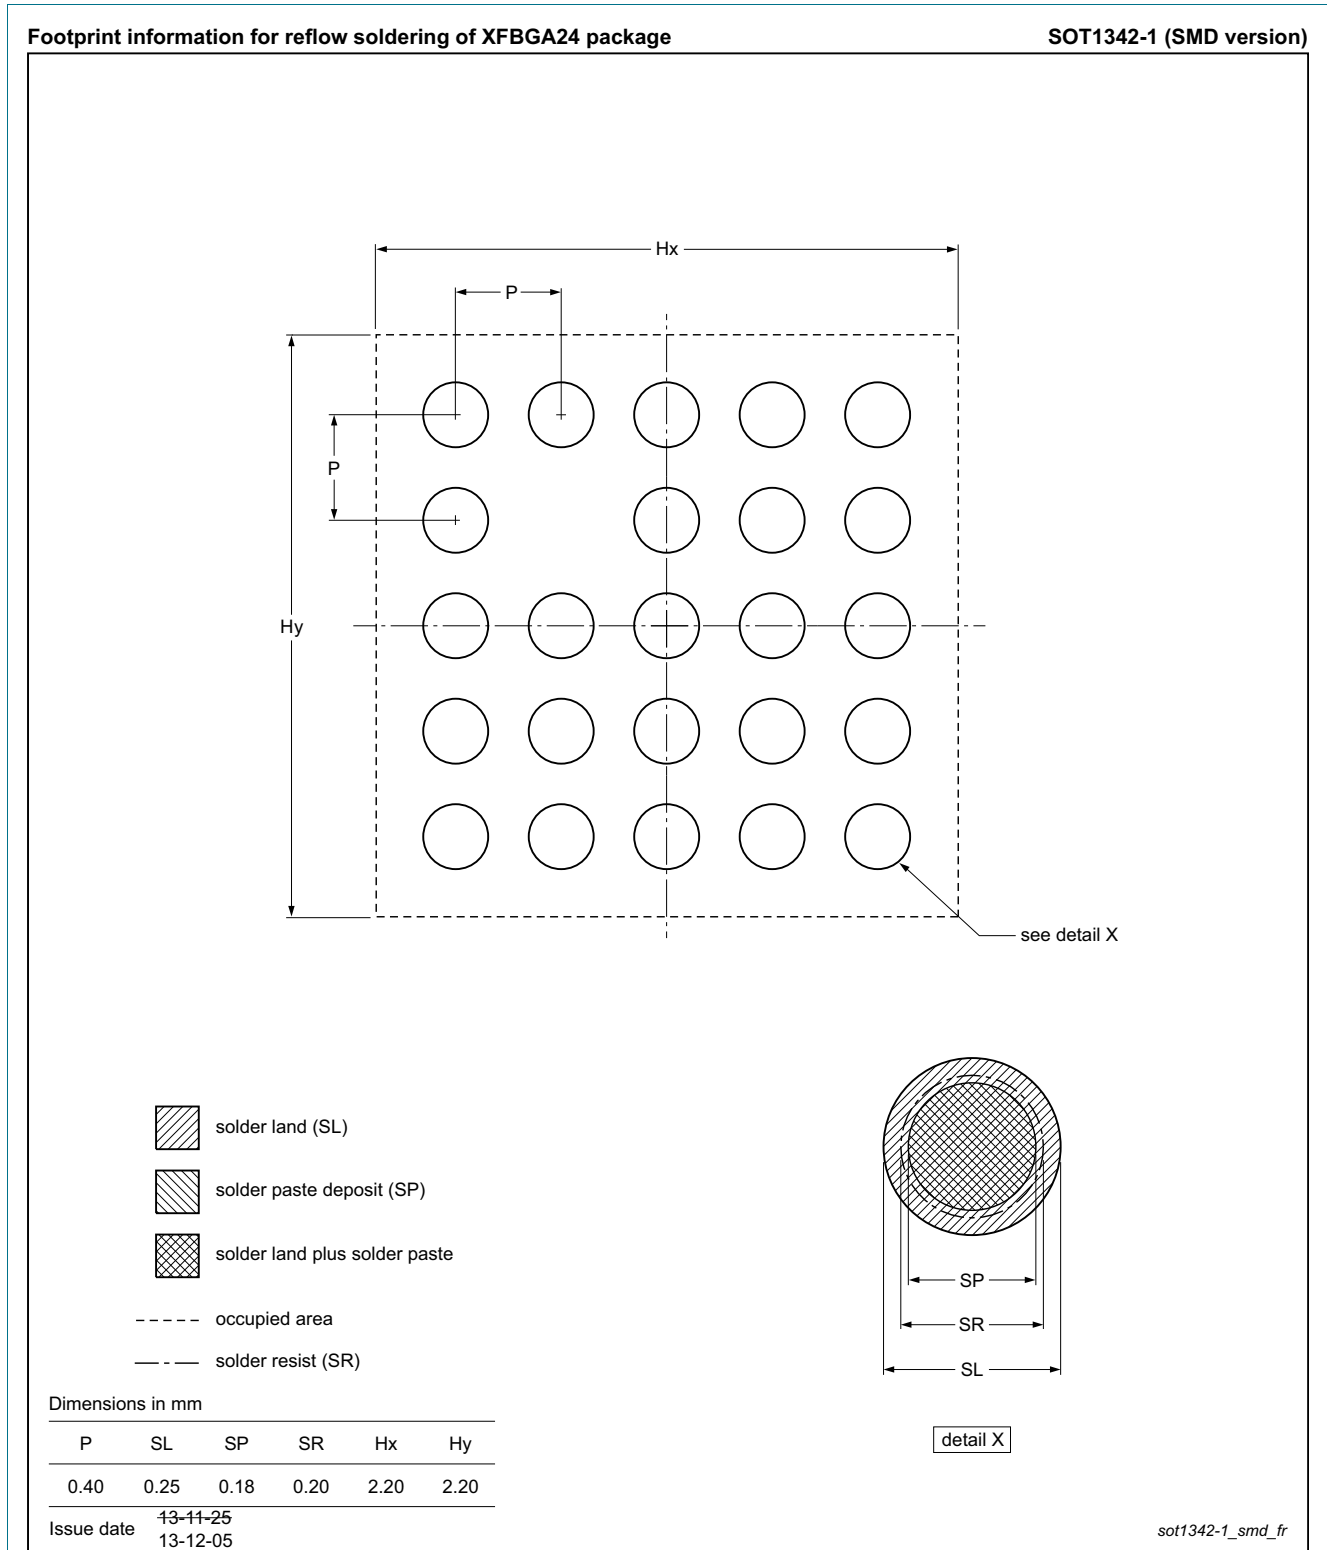 Footprint information for reflow soldering of XFBGA24 package SOT1342-1 (SMD version)
Hx
P
P
Hy
see detail X
solder land (SL)
solder paste deposit (SP)
solder land plus solder paste
occupied area
solder resist (SR)
SP
SR
SL
detail X
Dimensions in mm
P SL SP SR Hx Hy
0.40 0.25 0.18 0.20 2.20 2.20
Issue date 13-11-25
13-12-05
sot1342-1_smd_fr